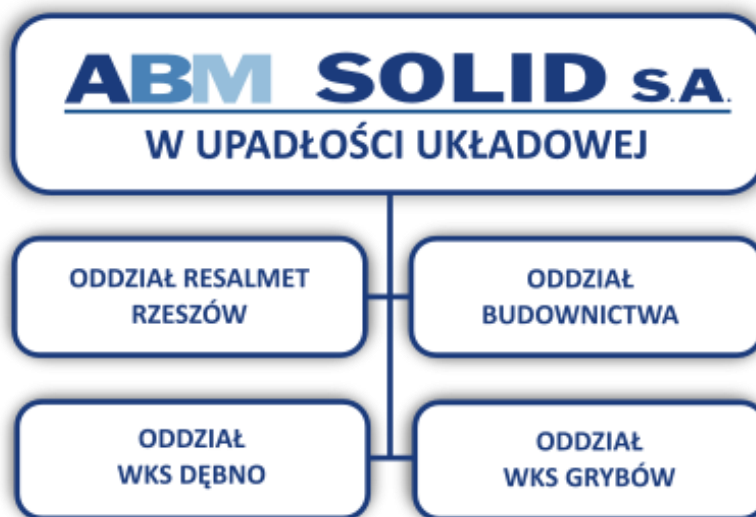 ABM SOLID S.A.
W UPADŁOŚCI UKŁADOWEJ
ODDZIAŁ RESALMET
RZESZÓW
ODDZIAŁ
BUDOWNICTWA
ODDZIAŁ
WKS DĘBNO
ODDZIAŁ
WKS GRYBÓW